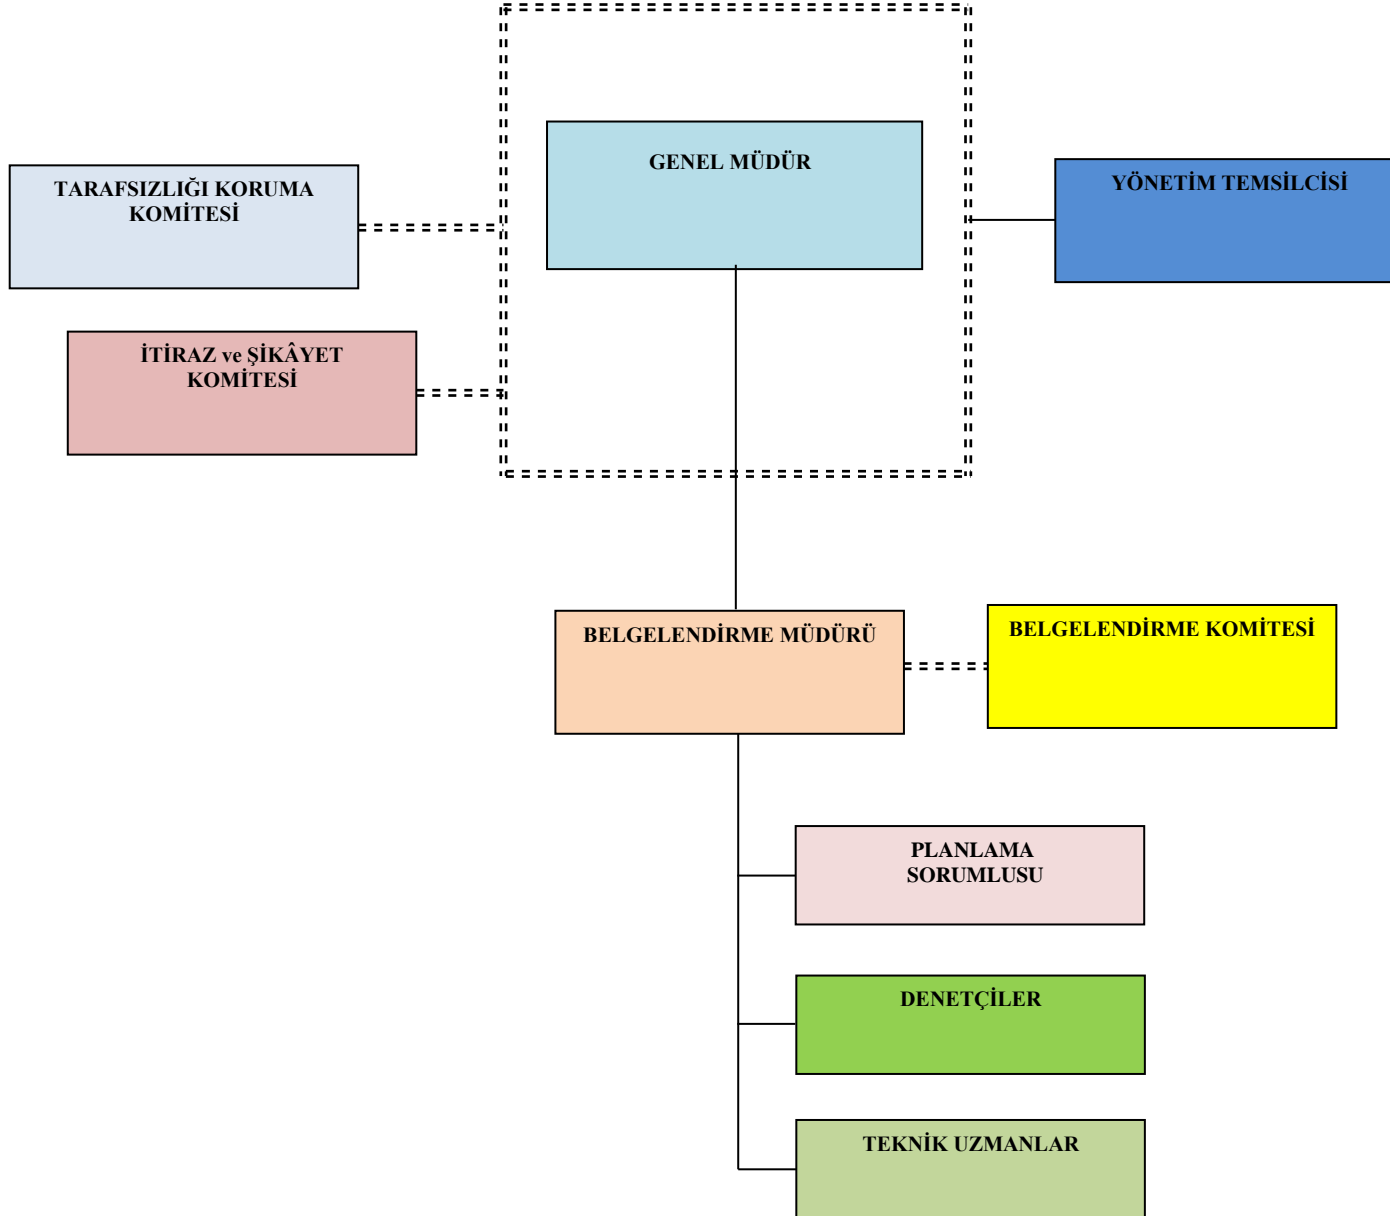 GENEL MÜDÜR
TARAFSIZLIĞI KORUMA
KOMİTESİ
YÖNETİM TEMSİLCİSİ
İTİRAZ ve ŞİKÂYET
KOMİTESİ
BELGELENDİRME MÜDÜRÜ
BELGELENDİRME KOMİTESİ
PLANLAMA
SORUMLUSU
DENETÇİLER
TEKNİK UZMANLAR